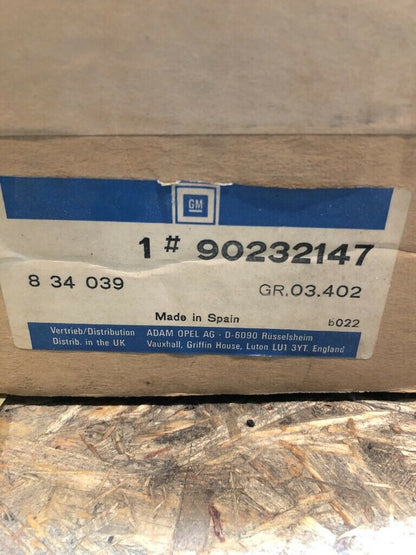 GM
1 # 90232147
8 34 039
GR.03.402
Made in Spain
b022
Vertrieb/Distribution ADAM OPEL AG · D-6090 Rüsselsheim
Distrib. in the UK Vauxhall, Griffin House, Luton LU1 3YT. England